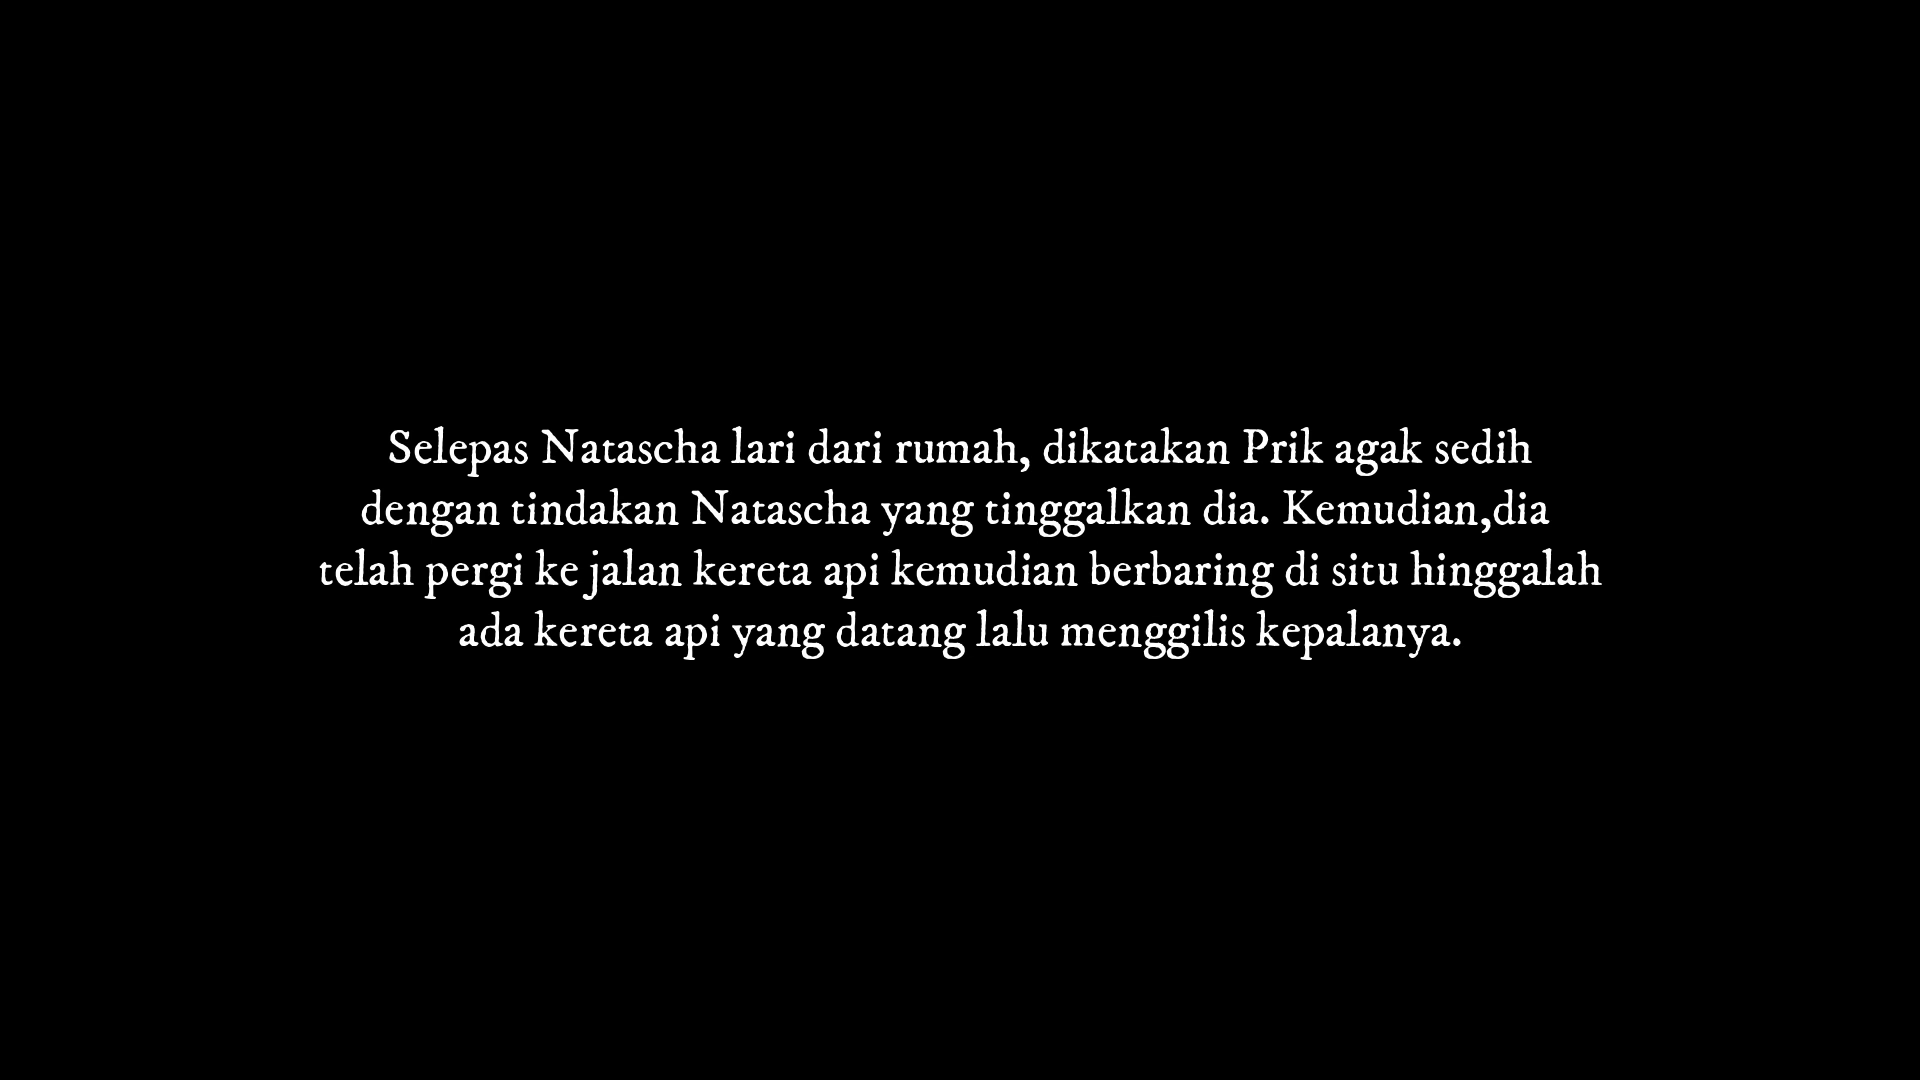 Selepas Natascha lari dari rumah, dikatakan Prik agak sedih
dengan tindakan Natascha yang tinggalkan dia. Kemudian,dia
telah pergi ke jalan kereta api kemudian berbaring di situ hinggalah
ada kereta api yang datang lalu menggilis kepalanya.